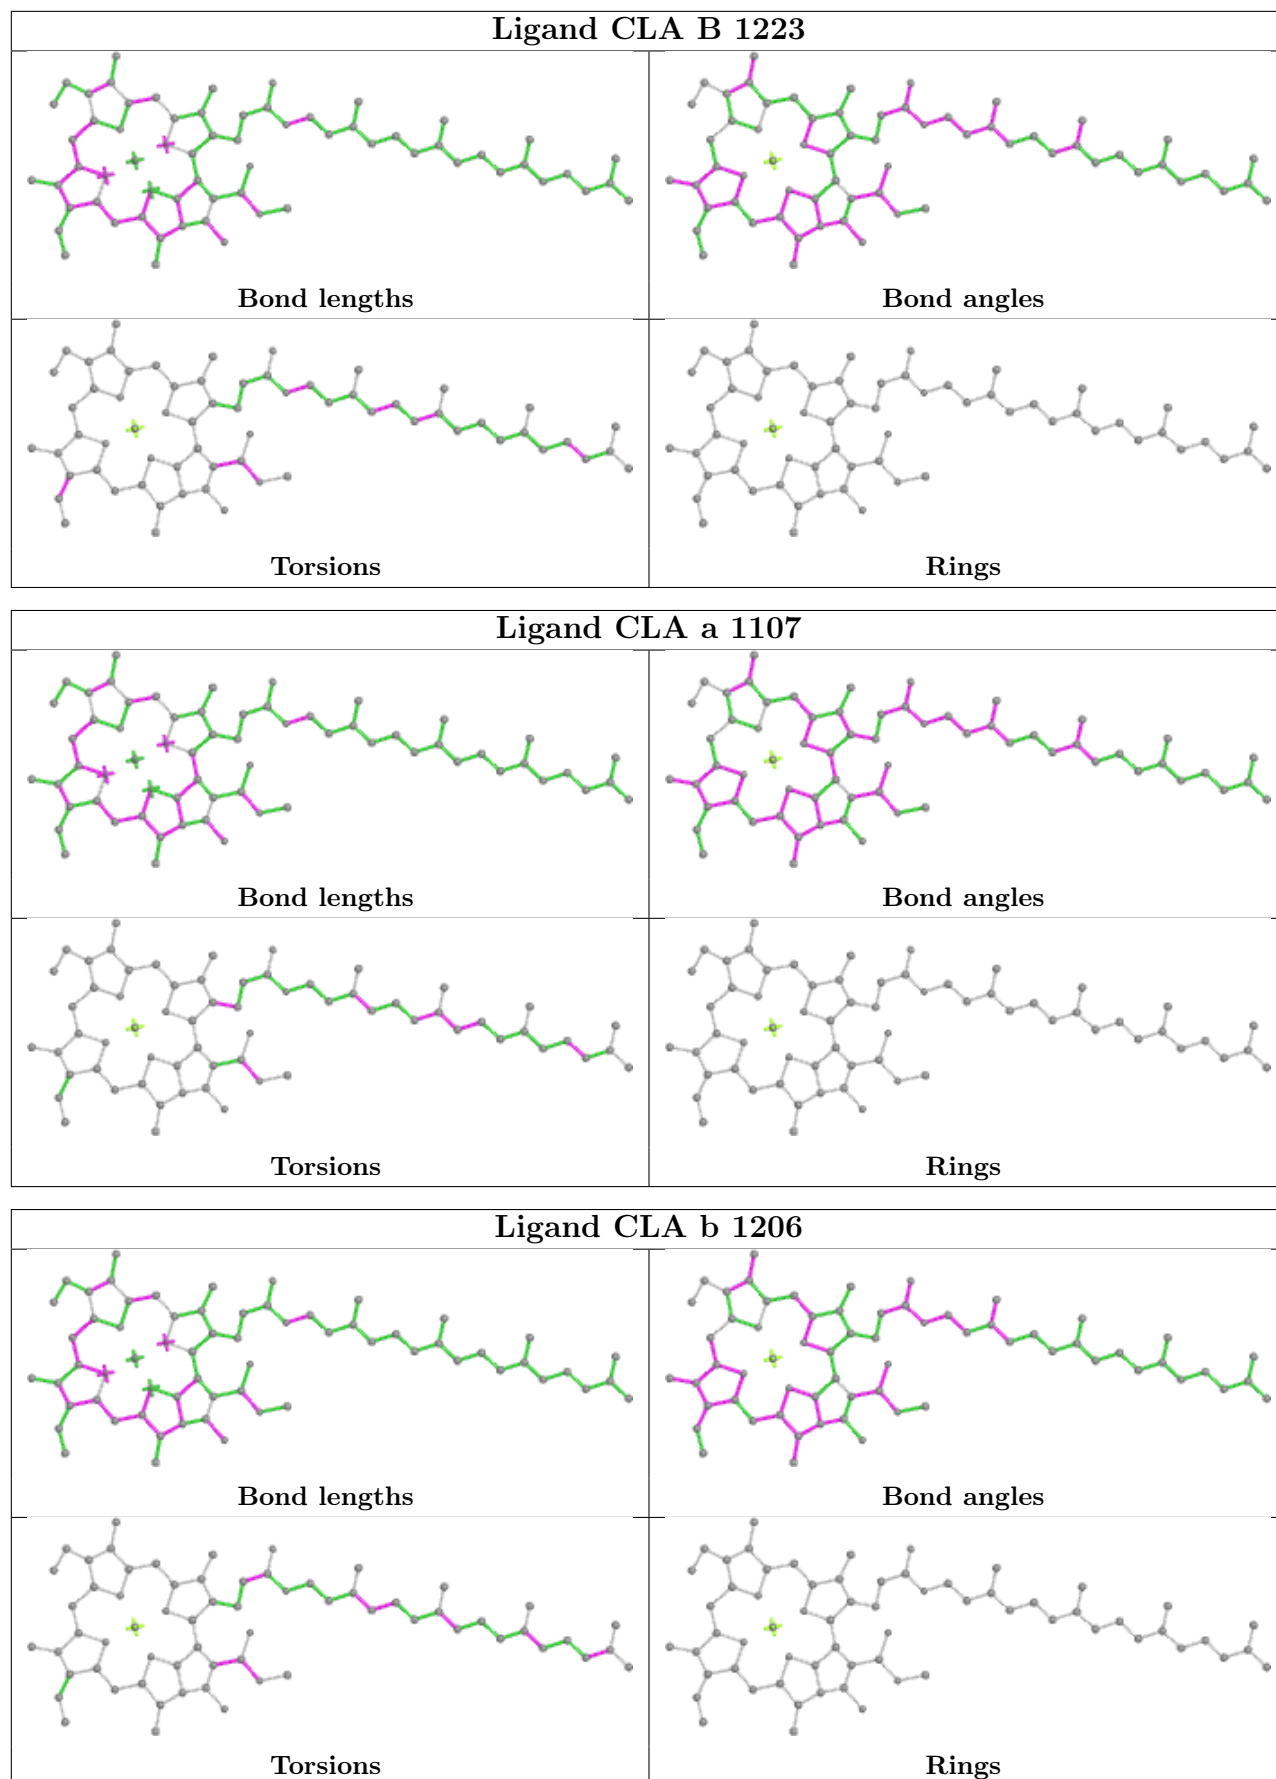 Ligand CLA B 1223
Bond lengths
Bond angles
Torsions
Rings
Ligand CLA a 1107
Bond lengths
Bond angles
Torsions
Rings
Ligand CLA b 1206
Bond lengths
Bond angles
Torsions
Rings